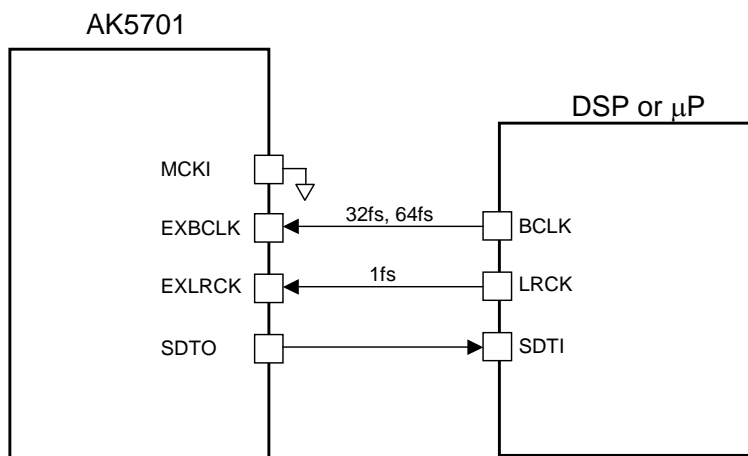 AK5701
DSP or μP
MCKI
EXBCLK
32fs, 64fs
BCLK
EXLRCK
1fs
LRCK
SDTO
SDTI